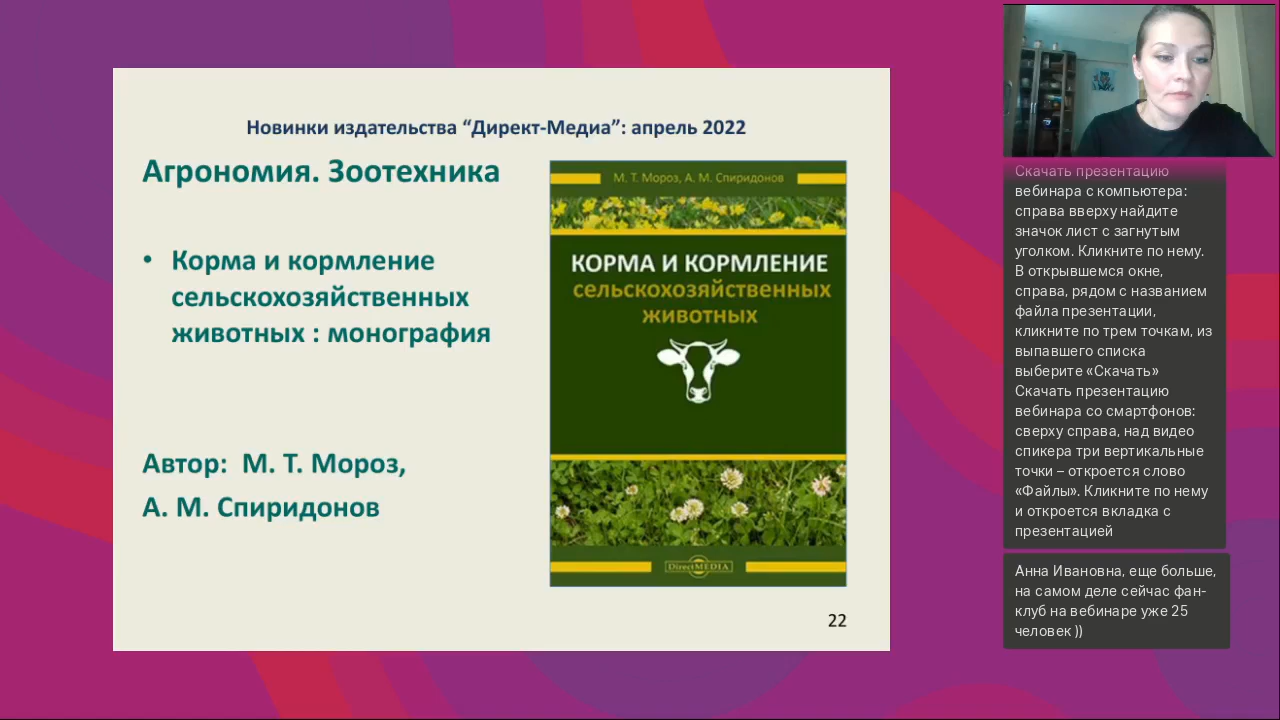 Новинки издательства “Директ-Медиа”: апрель 2022
Агрономия. Зоотехника
• Корма и кормление
сельскохозяйственных
животных : монография
Автор: М. Т. Мороз,
А. М. Спиридонов
М. Т. Мороз, А. М. Спиридонов
КОРМА И КОРМЛЕНИЕ
сельскохозяйственных
животных
DirectMEDIA
22
Скачать презентацию
вебинара с компьютера:
справа вверху найдите
значок лист с загнутым
уголком. Кликните по нему.
В открывшемся окне,
справа, рядом с названием
файла презентации,
кликните по трем точкам, из
выпавшего списка
выберите «Скачать»
Скачать презентацию
вебинара со смартфонов:
сверху справа, над видео
спикера три вертикальные
точки – откроется слово
«Файлы». Кликните по нему
и откроется вкладка с
презентацией
Анна Ивановна, еще больше,
на самом деле сейчас фан-
клуб на вебинаре уже 25
человек ))